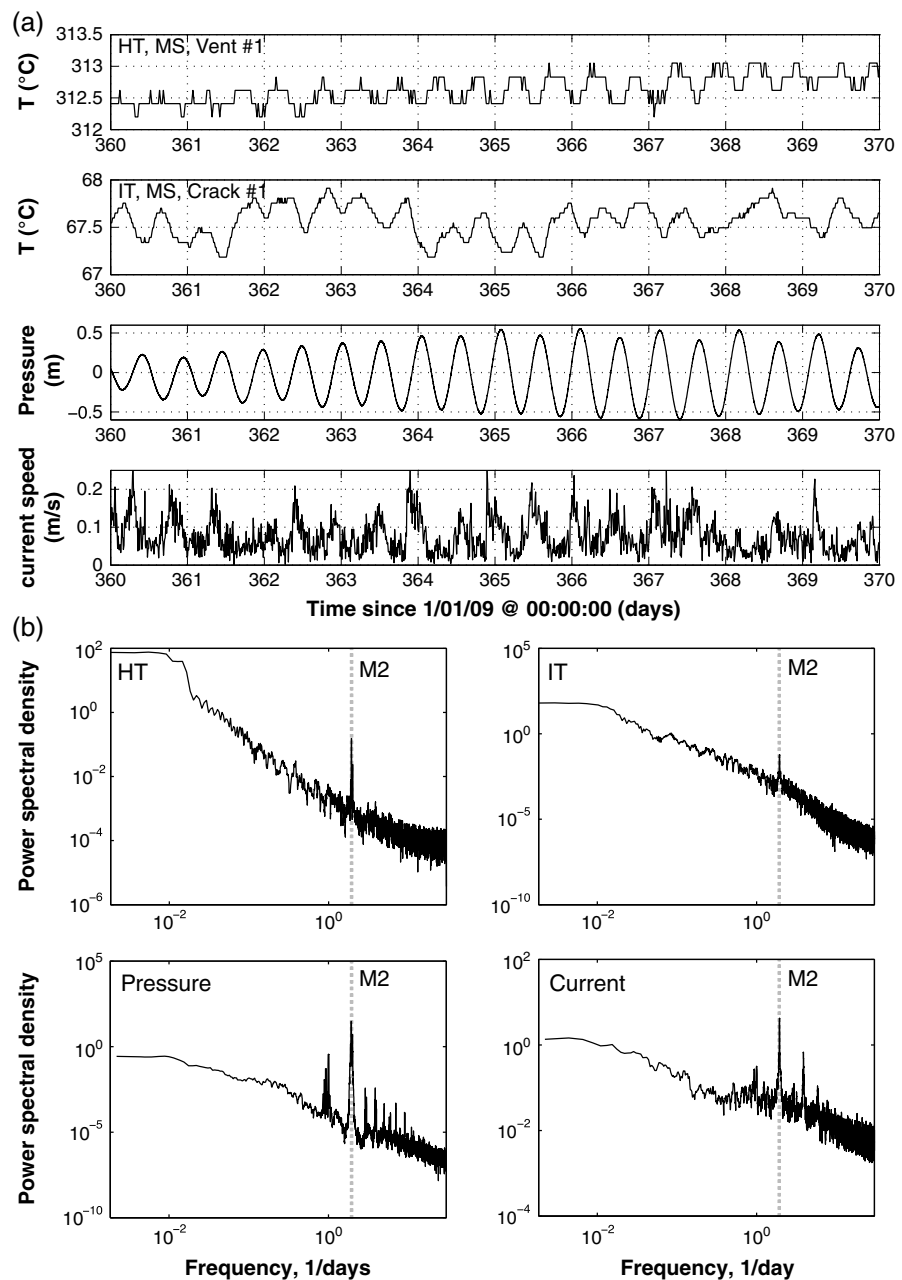 (a)
HT, MS, Vent #1
T (°C)
313.5
313
312.5
312
360 361 362 363 364 365 366 367 368 369 370
IT, MS, Crack #1
T (°C)
68
67.5
67
360 361 362 363 364 365 366 367 368 369 370
Pressure
(m)
0.5
0
−0.5
360 361 362 363 364 365 366 367 368 369 370
current speed
(m/s)
0.2
0.1
0
360 361 362 363 364 365 366 367 368 369 370
Time since 1/01/09 @ 00:00:00 (days)
(b)
HT
M2
Power spectral density
10^2
10^0
10^−2
10^−4
10^−6
10^−2 10^0
IT
M2
10^5
10^0
10^−5
10^−10
10^−2 10^0
Pressure
M2
Power spectral density
10^5
10^0
10^−5
10^−10
10^−2 10^0
Frequency, 1/days
Current
M2
10^2
10^0
10^−2
10^−4
10^−2 10^0
Frequency, 1/day